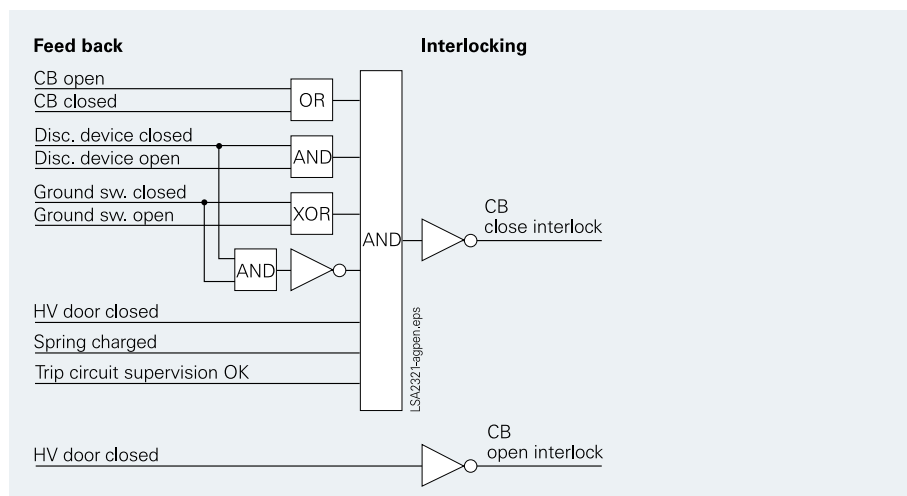 Feed back
Interlocking
CB open
CB closed
OR
Disc. device closed
Disc. device open
AND
Ground sw. closed
Ground sw. open
XOR
AND
AND
CB
close interlock
HV door closed
Spring charged
Trip circuit supervision OK
LSA2321-agpen.eps
HV door closed
CB
open interlock